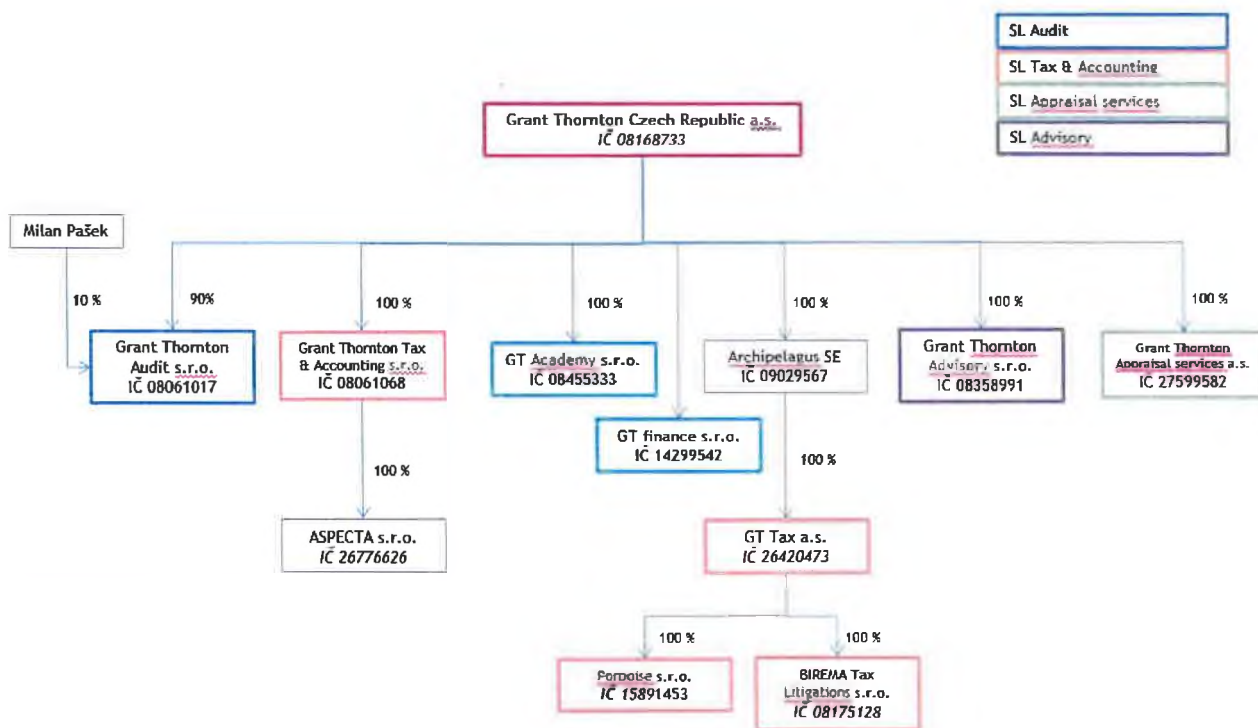 SL Audit
SL Tax & Accounting
SL Appraisal services
SL Advisory
Grant Thornton Czech Republic a.s.
IČ 08168733
Milan Pašek
10 %
90%
100 %
100 %
100 %
100 %
100 %
Grant Thornton
Audit s.r.o.
IČ 08061017
Grant Thornton Tax
& Accounting s.r.o.
IČ 08061068
GT Academy s.r.o.
IČ 08455333
Archipelagus SE
IČ 09029567
Grant Thornton
Advisory s.r.o.
IČ 08358991
Grant Thornton
Appraisal services a.s.
IČ 27599582
GT finance s.r.o.
IČ 14299542
100 %
100 %
ASPECTA s.r.o.
IČ 26776626
GT Tax a.s.
IČ 26420473
100 %
100 %
Porpoise s.r.o.
IČ 15891453
BIREMA Tax
Litigations s.r.o.
IČ 08175128